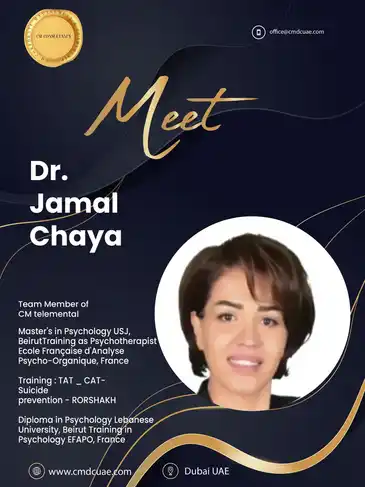 CM CONSULTANCY
office@cmdcuae.com
Meet
Dr.
Jamal
Chaya
Team Member of
CM telemental
Master's in Psychology USJ,
BeirutTraining as Psychotherapist
Ecole Française d'Analyse
Psycho-Organique, France
Training : TAT _ CAT-
Suicide
prevention - RORSHAKH
Diploma in Psychology Lebanese
University, Beirut Training in
Psychology EFAPO, France
www.cmdcuae.com
Dubai UAE